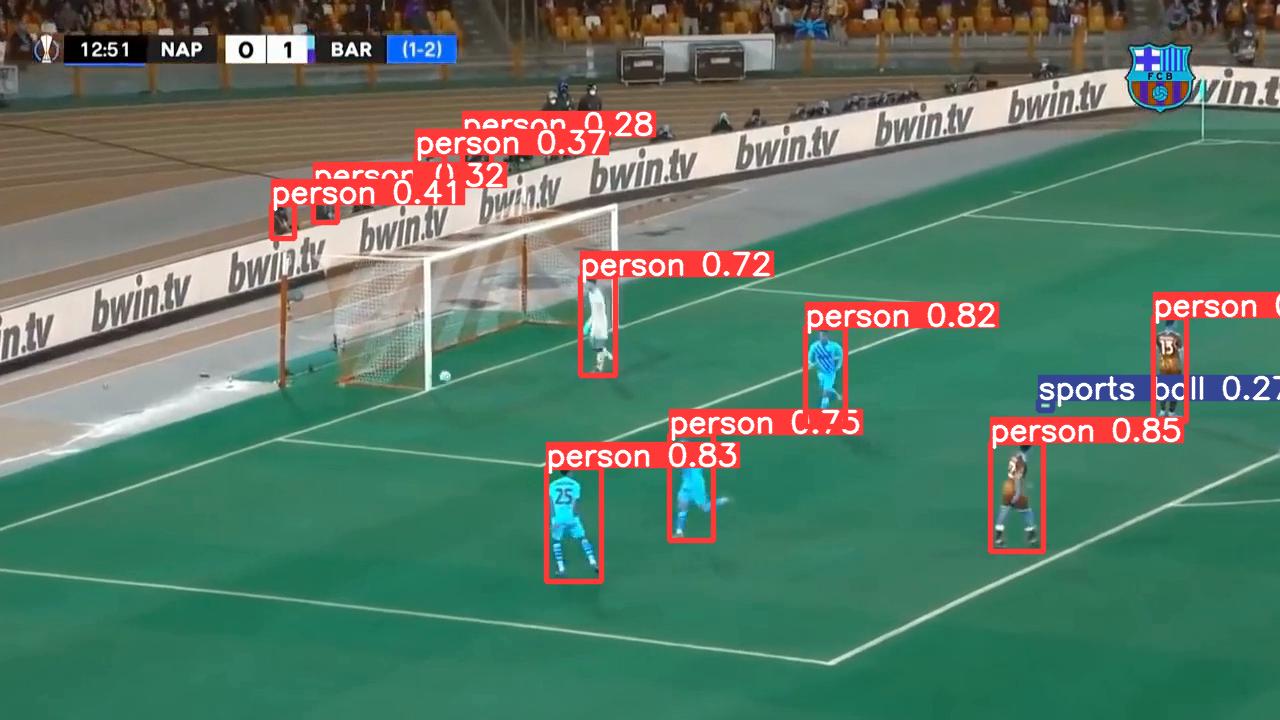 12:51 NAP 0 1 BAR (1-2)
FCB
bwin.tv
bwin.tv
bwin.tv
bwin.tv
bwin.tv
bwin.tv
bwin.tv
bwin.tv
person 0.28
person 0.37
person 0.32
person 0.41
person 0.72
person 0.82
person
15
sports ball 0.27
person 0.75
person 0.85
person 0.83
25